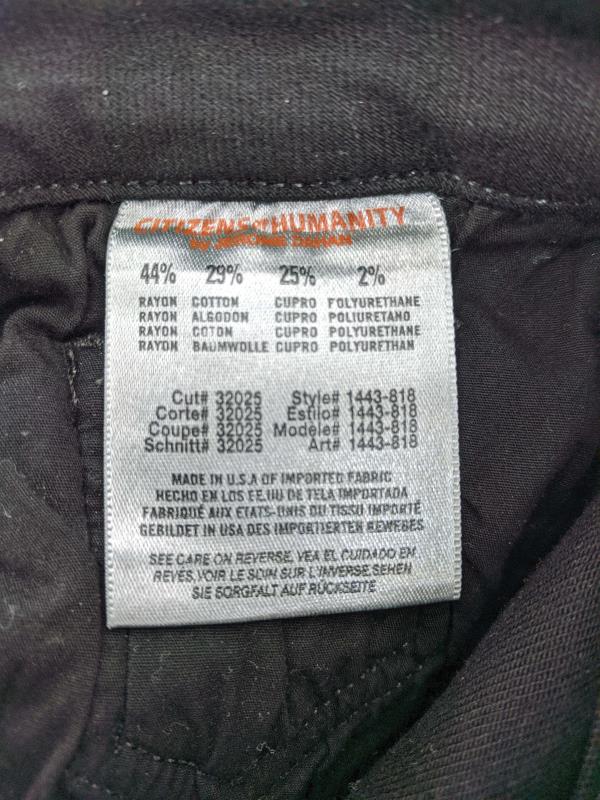 CITIZENS of HUMANITY
by JEROME DAHAN
44% 29% 25% 2%
RAYON COTTON CUPRO POLYURETHANE
RAYON ALGODON CUPRO POLIURETANO
RAYON COTON CUPRO POLYURETHANE
RAYON BAUMWOLLE CUPRO POLYURETHAN
Cut# 32025 Style# 1443-818
Corte# 32025 Estilo# 1443-818
Coupe# 32025 Modele# 1443-818
Schnitt# 32025 Art# 1443-818
MADE IN U.S.A OF IMPORTED FABRIC
HECHO EN LOS EE.UU DE TELA IMPORTADA
FABRIQUÉ AUX ETATS-UNIS DU TISSU IMPORTÉ
GEBILDET IN USA DES IMPORTIERTEN REWEBES
SEE CARE ON REVERSE. VEA EL CUIDADO EN
REVES. VOIR LE SOIN SUR L'INVERSE. SEHEN
SIE SORGFALT AUF RÜCKSEITE